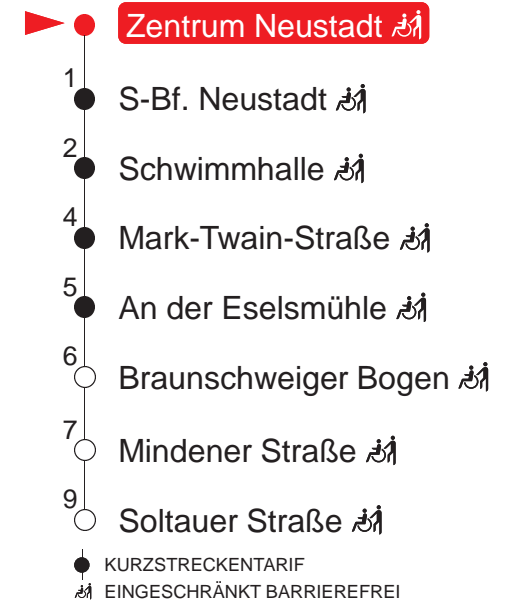 Zentrum Neustadt
1
S-Bf. Neustadt
2
Schwimmhalle
4
Mark-Twain-Straße
5
An der Eselsmühle
6
Braunschweiger Bogen
7
Mindener Straße
9
Soltauer Straße
KURZSTRECKENTARIF
EINGESCHRÄNKT BARRIEREFREI